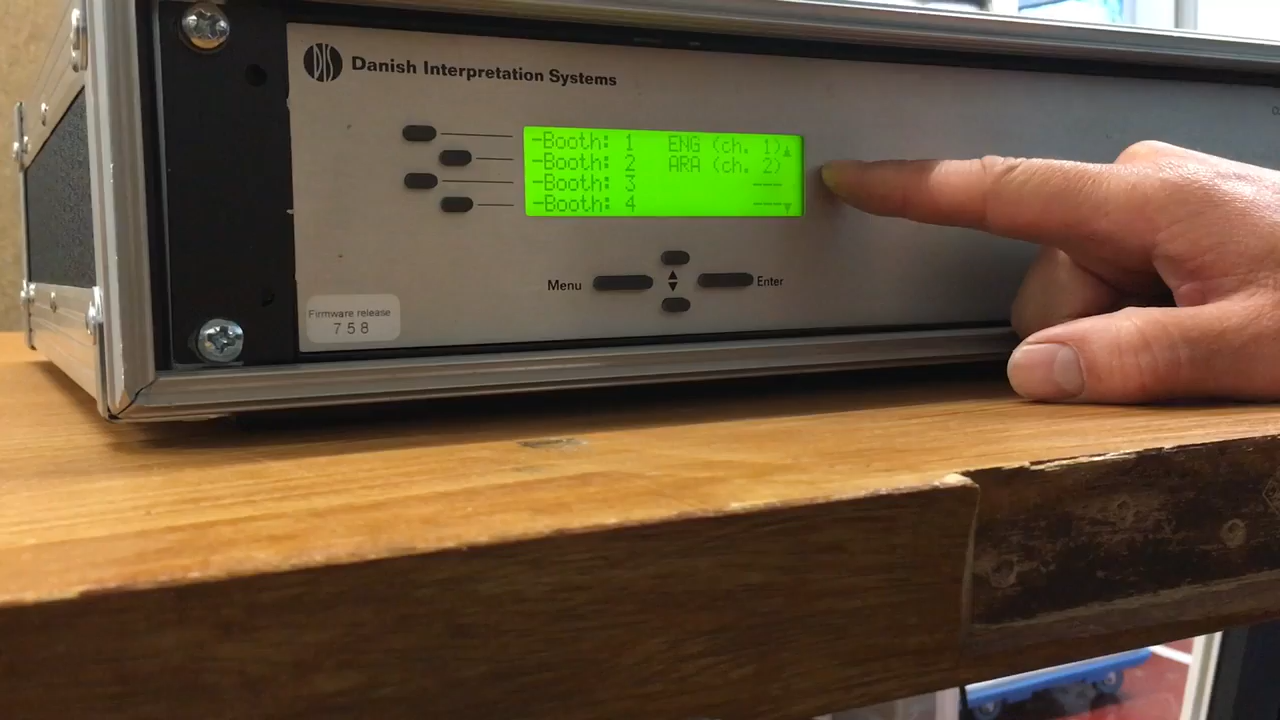 DIS Danish Interpretation Systems
-Booth: 1 ENG (ch. 1)
-Booth: 2 ARA (ch. 2)
-Booth: 3 ---
-Booth: 4 ---
Menu
Enter
Firmware release
758